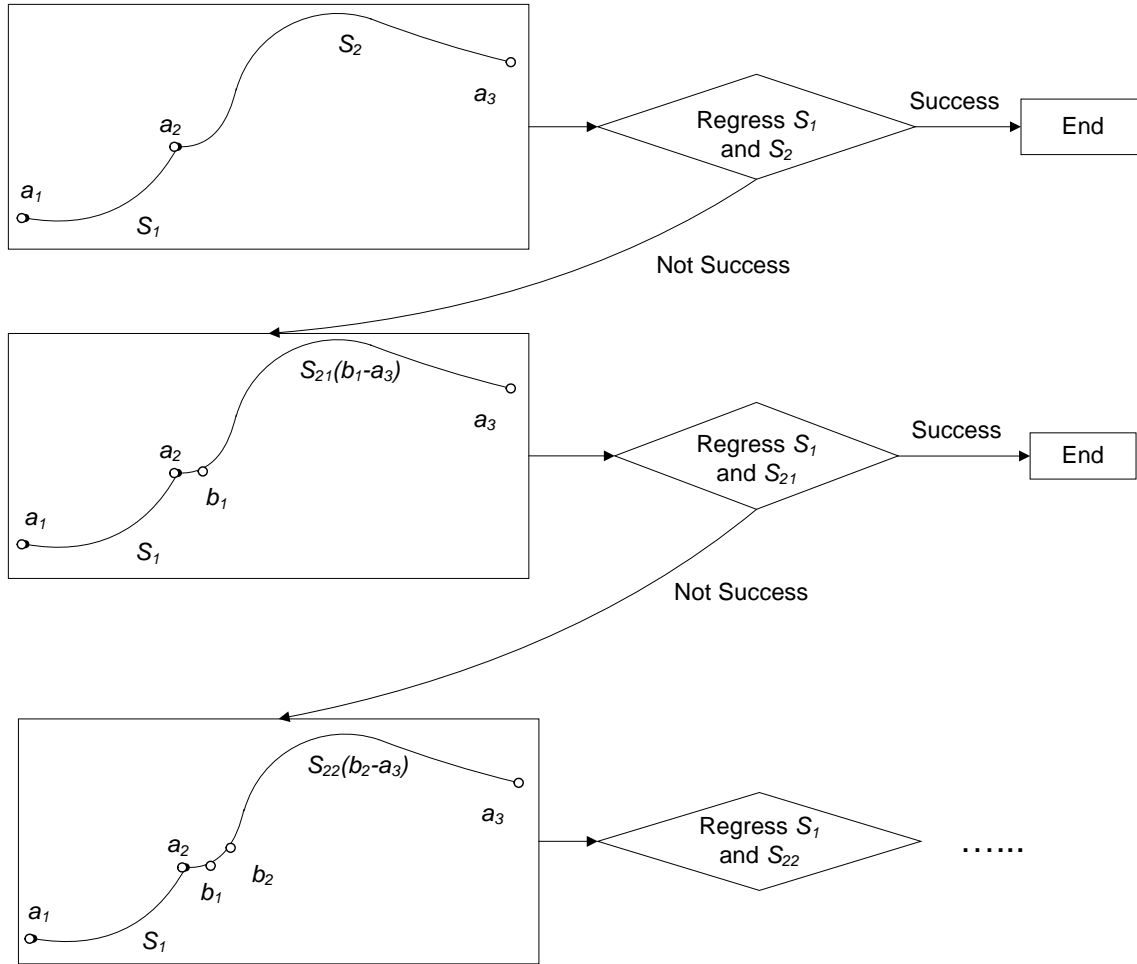 S2
a3
a2
a1
S1
Regress S1
and S2
Success
End
Not Success
S21(b1-a3)
a3
a2
b1
a1
S1
Regress S1
and S21
Success
End
Not Success
S22(b2-a3)
a3
a2
b1
b2
a1
S1
Regress S1
and S22
......